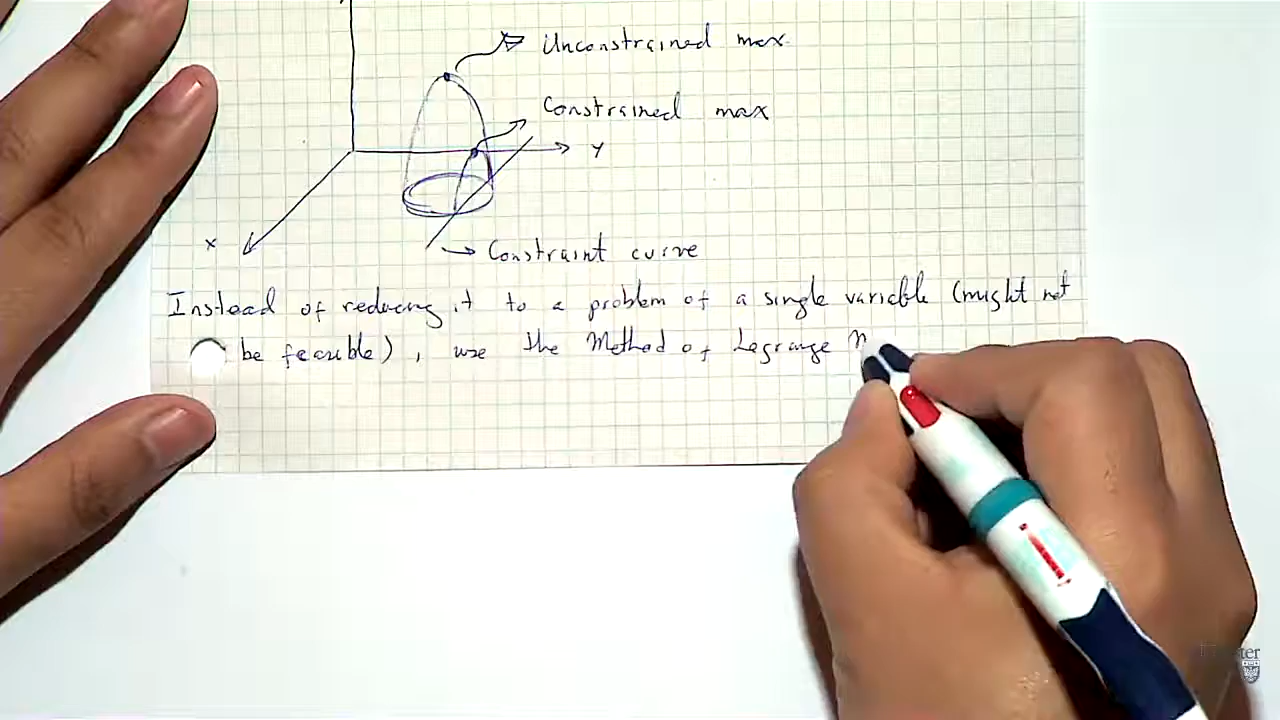 Unconstrained max.
Constrained max
Y
x
Constraint curve
Instead of reducing it to a problem of a single variable (might not
be feasible), use the Method of Lagrange M